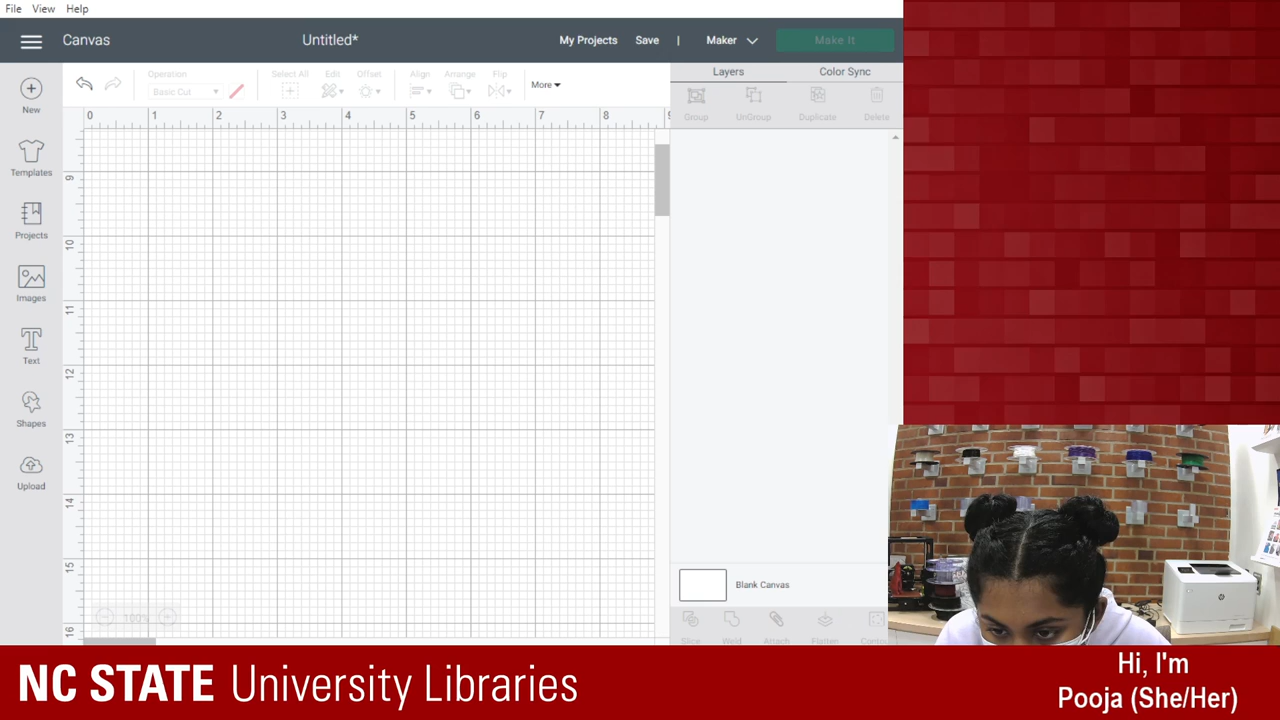 File View Help
Canvas Untitled* My Projects Save | Maker Make It
New
Templates
Projects
Images
Text
Shapes
Upload
Operation
Basic Cut
Select All Edit Offset Align Arrange Flip
More
Layers Color Sync
Group UnGroup Duplicate Delete
0 1 2 3 4 5 6 7 8 9
9
10
11
12
13
14
15
16
100%
Blank Canvas
Slice Weld Attach Flatten
NC STATE University Libraries
Hi, I'm
Pooja (She/Her)